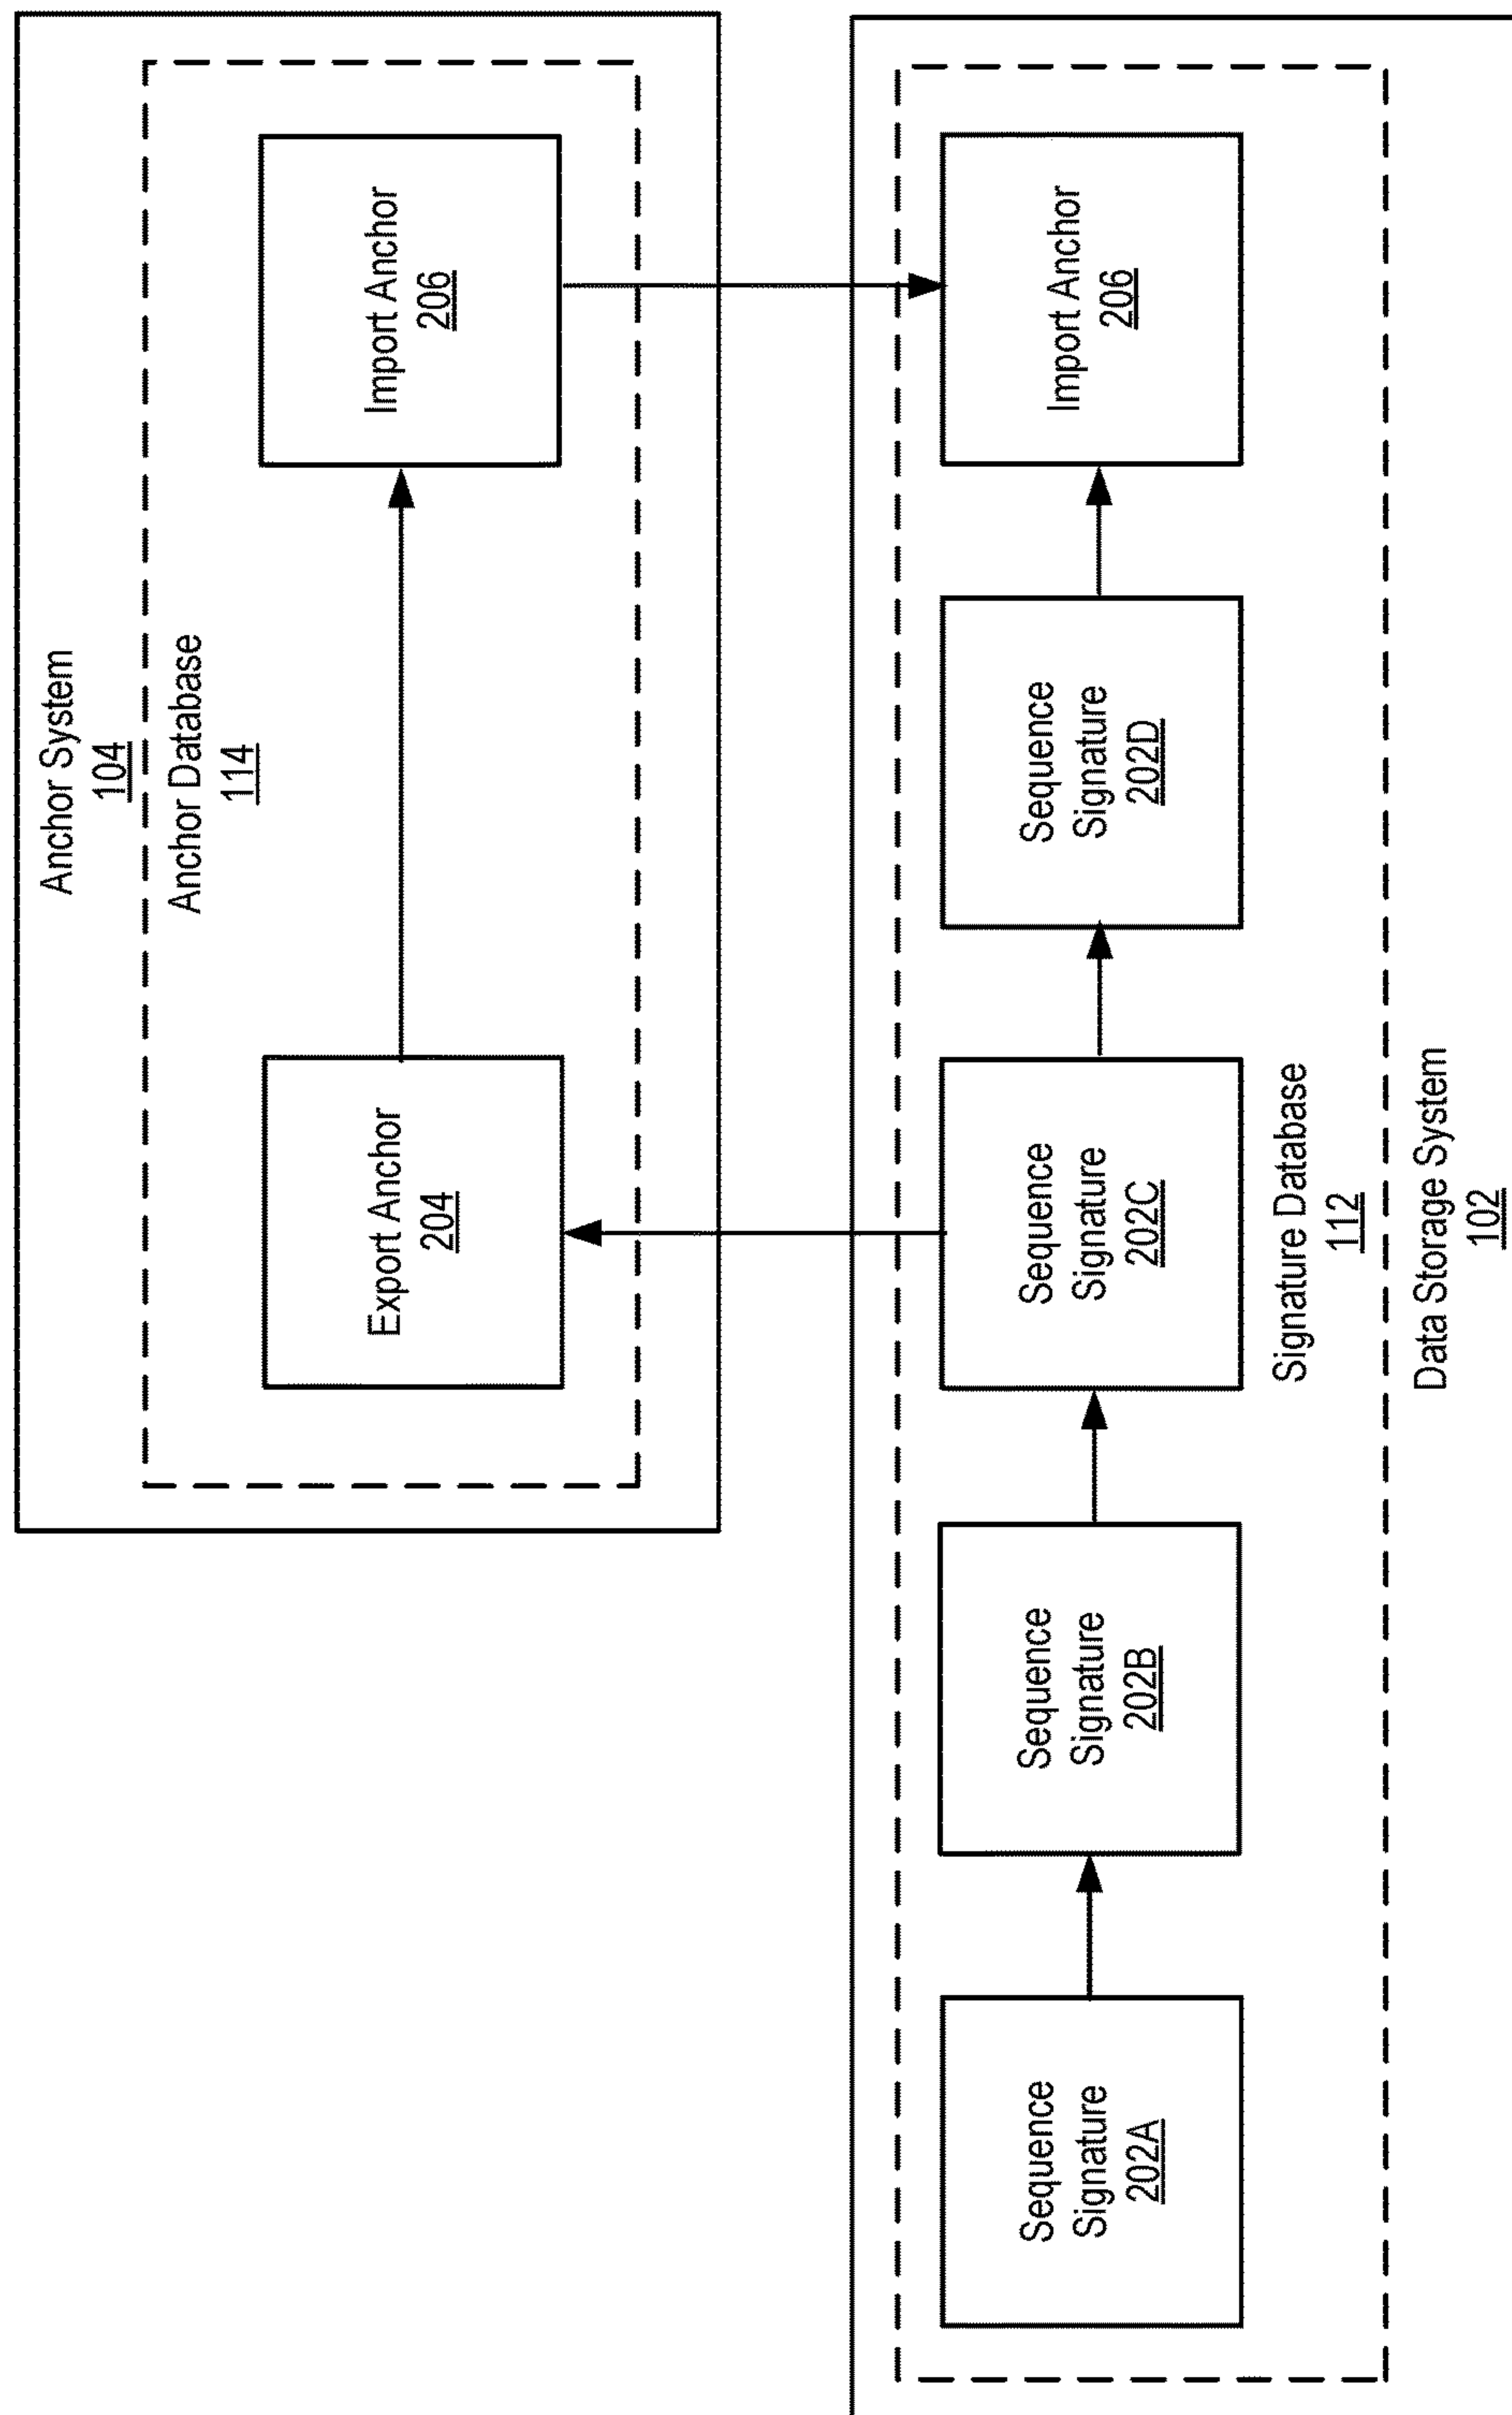 Anchor System
104
Anchor Database
114
Export Anchor
204
Import Anchor
206
Sequence
Signature
202A
Sequence
Signature
202B
Sequence
Signature
202C
Sequence
Signature
202D
Import Anchor
206
Signature Database
112
Data Storage System
102